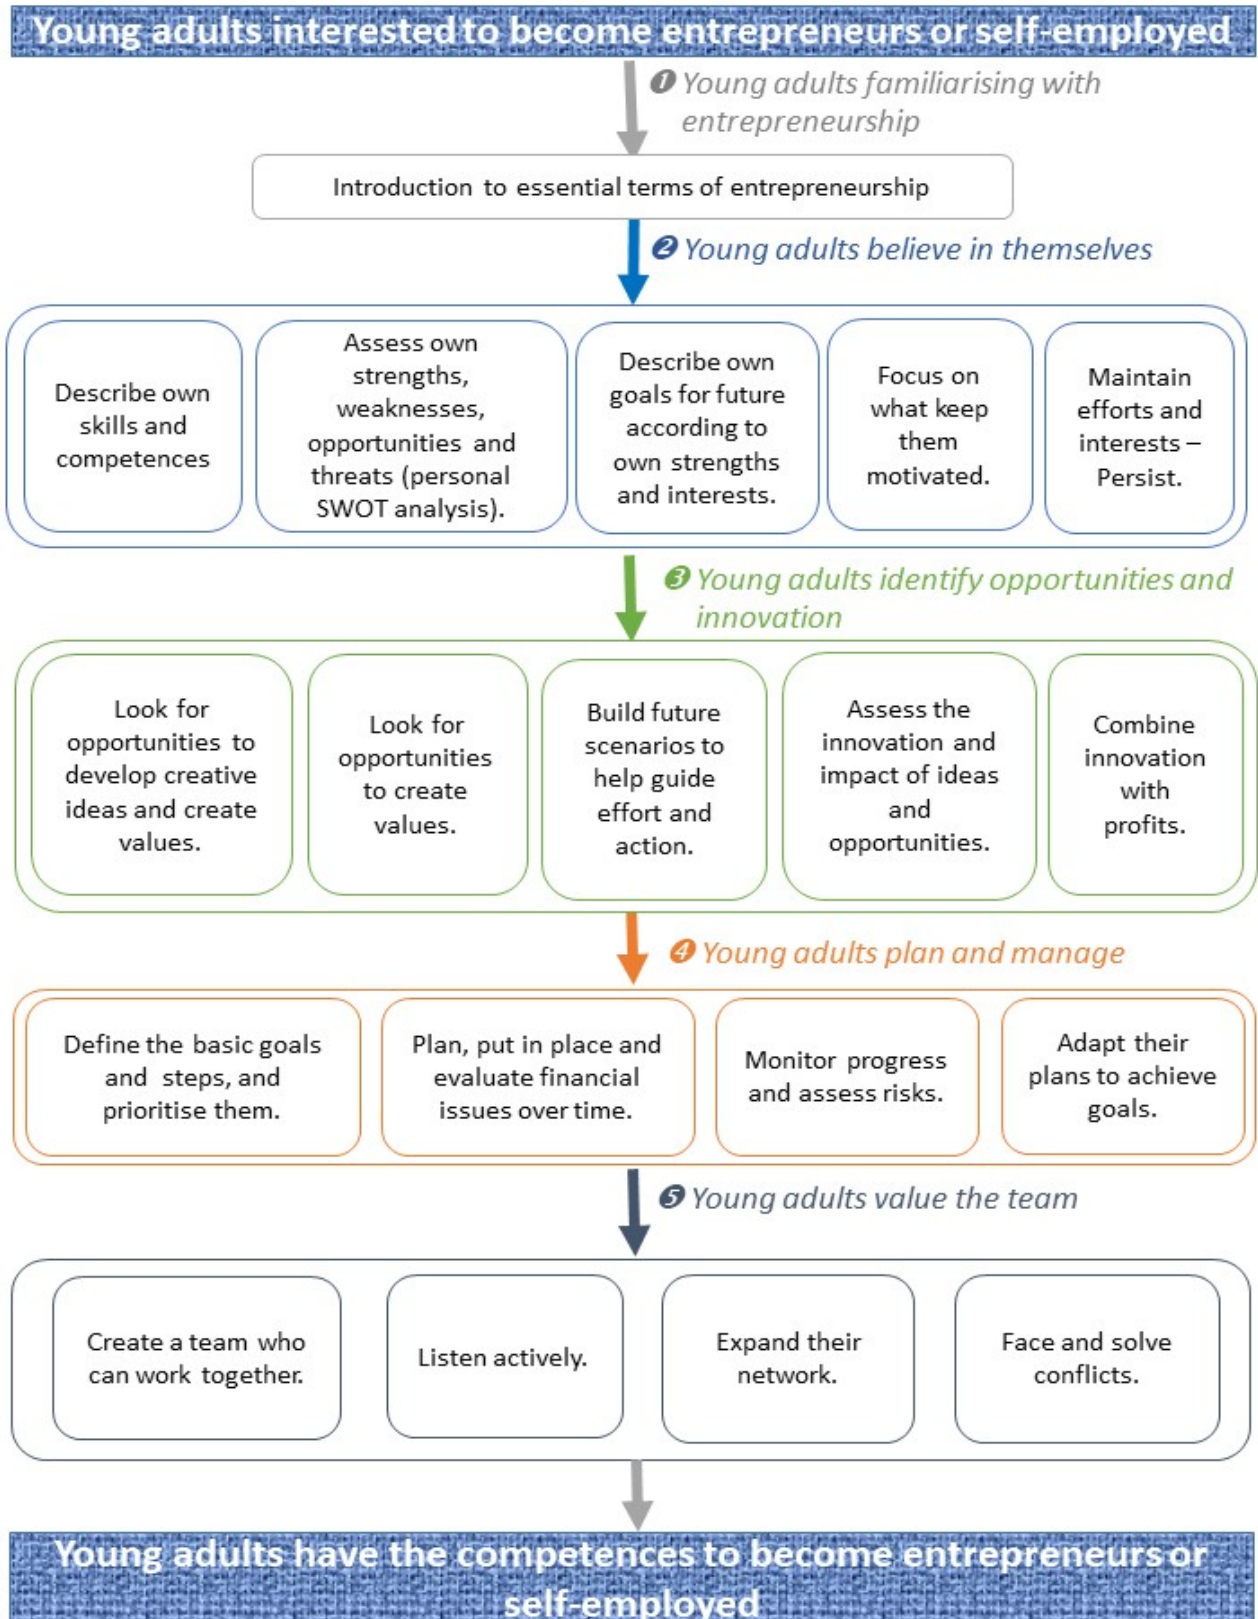 Young adults interested to become entrepreneurs or self-employed
❶ Young adults familiarising with
entrepreneurship
Introduction to essential terms of entrepreneurship
❷ Young adults believe in themselves
Describe own
skills and
competences
Assess own
strengths,
weaknesses,
opportunities and
threats (personal
SWOT analysis).
Describe own
goals for future
according to
own strengths
and interests.
Focus on
what keep
them
motivated.
Maintain
efforts and
interests –
Persist.
❸ Young adults identify opportunities and
innovation
Look for
opportunities to
develop creative
ideas and create
values.
Look for
opportunities
to create
values.
Build future
scenarios to
help guide
effort and
action.
Assess the
innovation and
impact of ideas
and
opportunities.
Combine
innovation
with
profits.
❹ Young adults plan and manage
Define the basic goals
and steps, and
prioritise them.
Plan, put in place and
evaluate financial
issues over time.
Monitor progress
and assess risks.
Adapt their
plans to achieve
goals.
❺ Young adults value the team
Create a team who
can work together.
Listen actively.
Expand their
network.
Face and solve
conflicts.
Young adults have the competences to become entrepreneurs or
self-employed